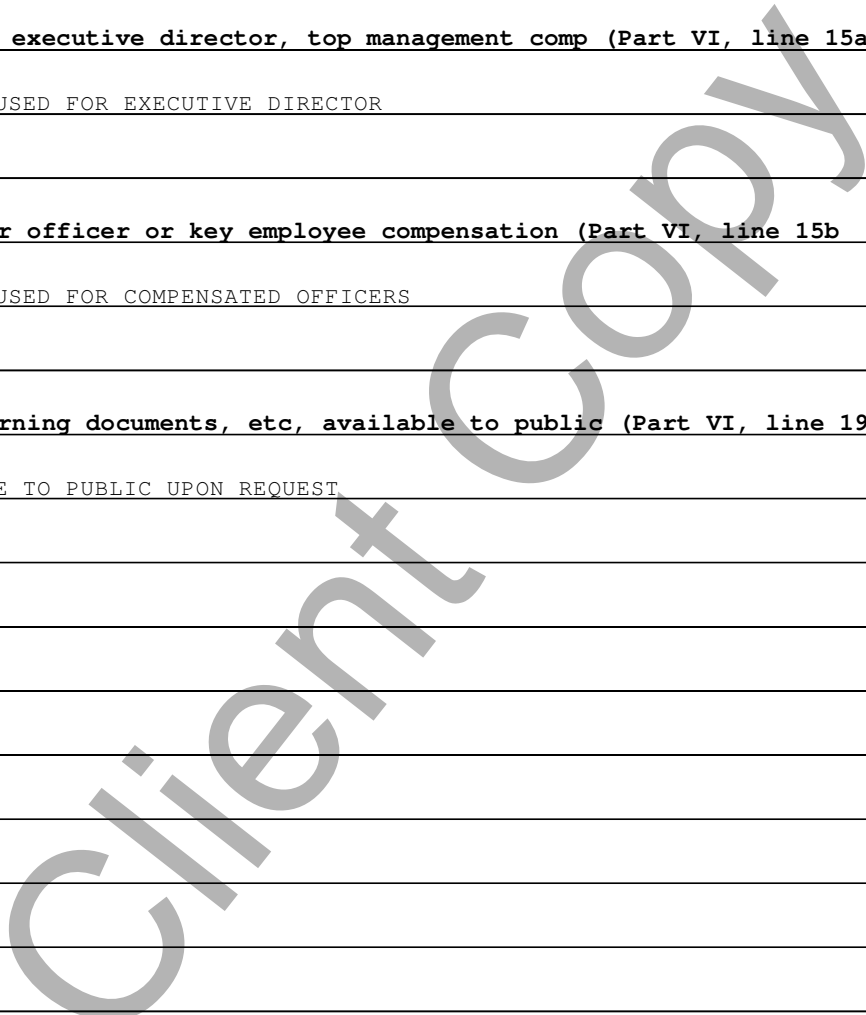 executive director, top management comp (Part VI, line 15a
USED FOR EXECUTIVE DIRECTOR
r officer or key employee compensation (Part VI, line 15b
USED FOR COMPENSATED OFFICERS
rning documents, etc, available to public (Part VI, line 19
E TO PUBLIC UPON REQUEST
Client Copy